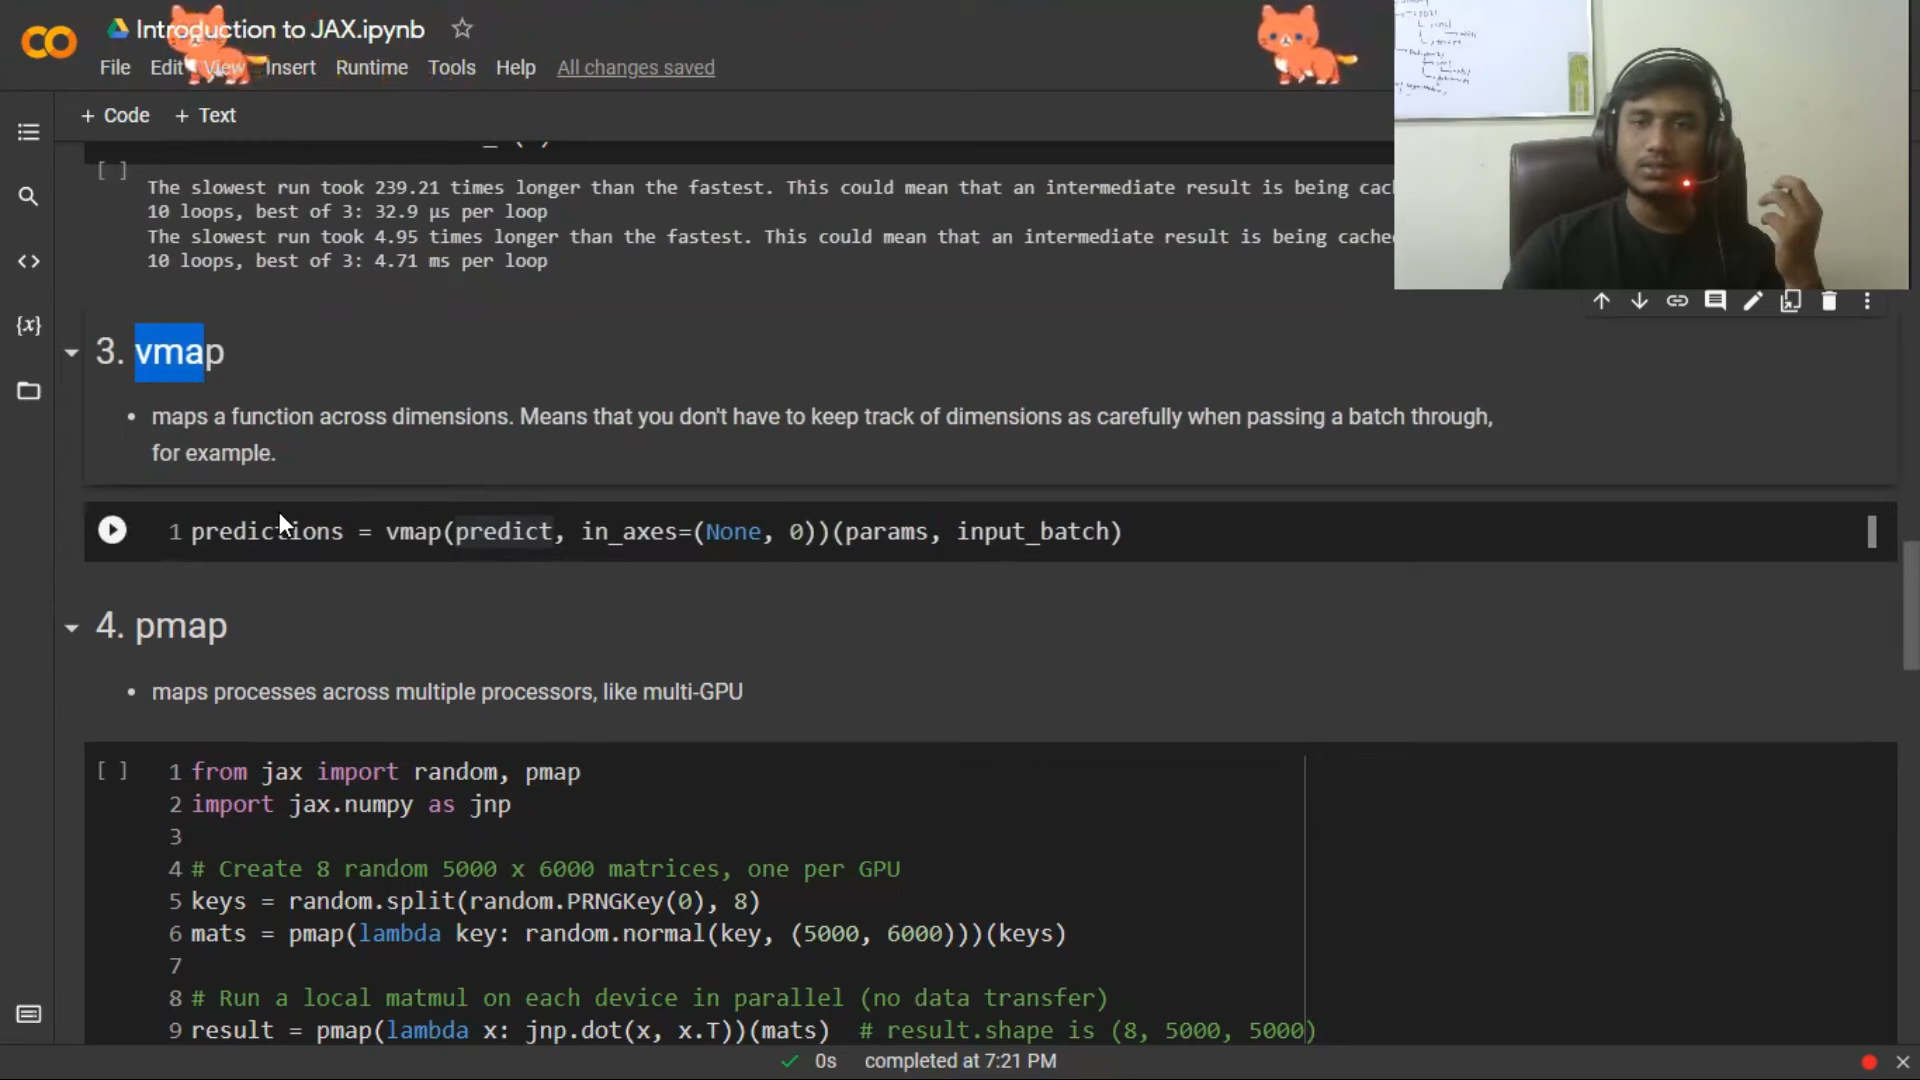 Introduction to JAX.ipynb
File Edit View Insert Runtime Tools Help All changes saved
+ Code + Text
[ ]
The slowest run took 239.21 times longer than the fastest. This could mean that an intermediate result is being cac
10 loops, best of 3: 32.9 µs per loop
The slowest run took 4.95 times longer than the fastest. This could mean that an intermediate result is being cache
10 loops, best of 3: 4.71 ms per loop
3. vmap
• maps a function across dimensions. Means that you don't have to keep track of dimensions as carefully when passing a batch through,
for example.
1 predictions = vmap(predict, in_axes=(None, 0))(params, input_batch)
4. pmap
• maps processes across multiple processors, like multi-GPU
[ ] 1 from jax import random, pmap
2 import jax.numpy as jnp
3
4 # Create 8 random 5000 x 6000 matrices, one per GPU
5 keys = random.split(random.PRNGKey(0), 8)
6 mats = pmap(lambda key: random.normal(key, (5000, 6000)))(keys)
7
8 # Run a local matmul on each device in parallel (no data transfer)
9 result = pmap(lambda x: jnp.dot(x, x.T))(mats) # result.shape is (8, 5000, 5000)
0s completed at 7:21 PM